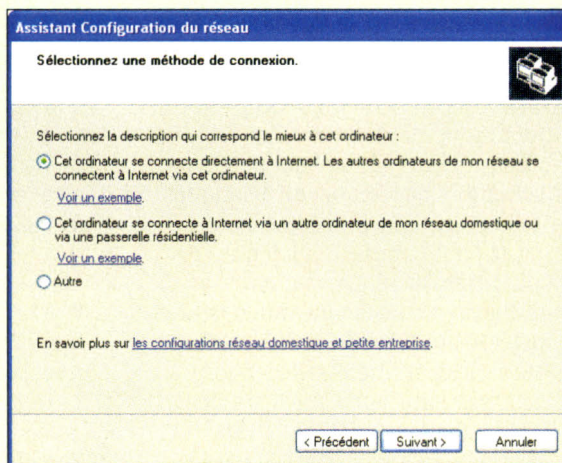 Assistant Configuration du réseau
Sélectionnez une méthode de connexion.
Sélectionnez la description qui correspond le mieux à cet ordinateur :
Cet ordinateur se connecte directement à Internet. Les autres ordinateurs de mon réseau se
connectent à Internet via cet ordinateur.
Voir un exemple.
Cet ordinateur se connecte à Internet via un autre ordinateur de mon réseau domestique ou
via une passerelle résidentielle.
Voir un exemple.
Autre
En savoir plus sur les configurations réseau domestique et petite entreprise.
< Précédent Suivant > Annuler